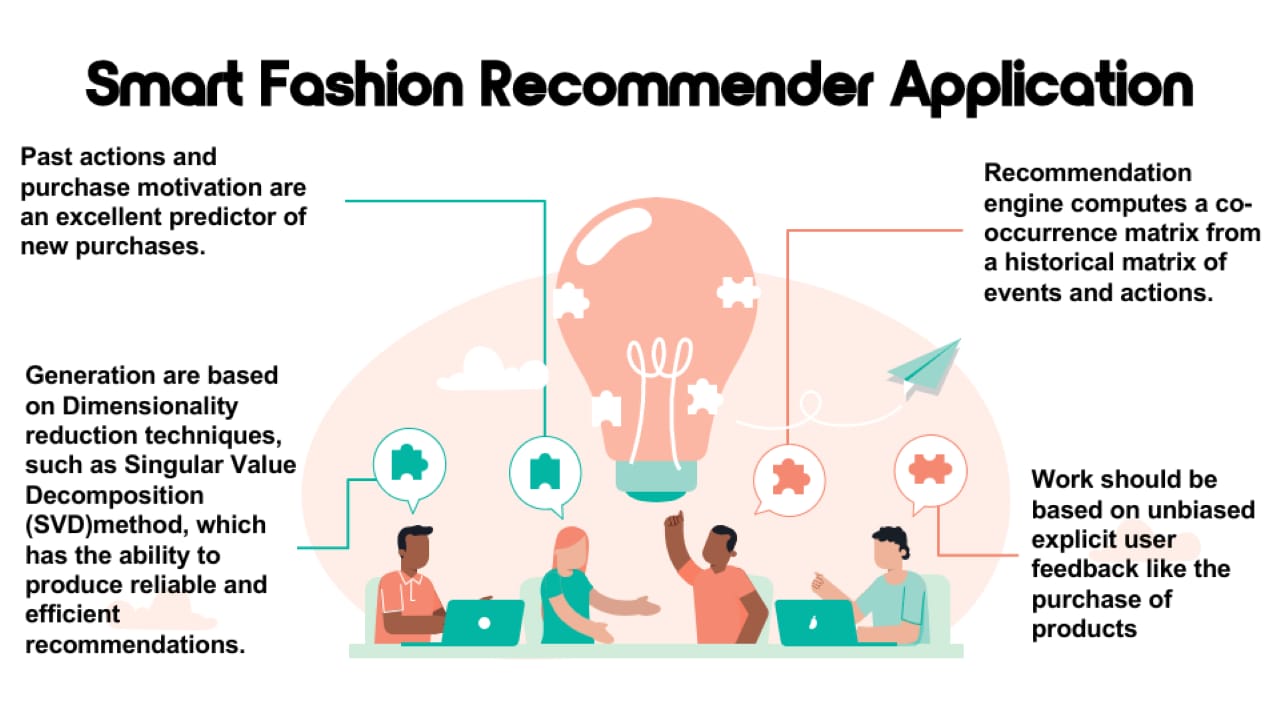 Smart Fashion Recommender Application
Past actions and
purchase motivation are
an excellent predictor of
new purchases.
Recommendation
engine computes a co-
occurrence matrix from
a historical matrix of
events and actions.
Generation are based
on Dimensionality
reduction techniques,
such as Singular Value
Decomposition
(SVD)method, which
has the ability to
produce reliable and
efficient
recommendations.
Work should be
based on unbiased
explicit user
feedback like the
purchase of
products